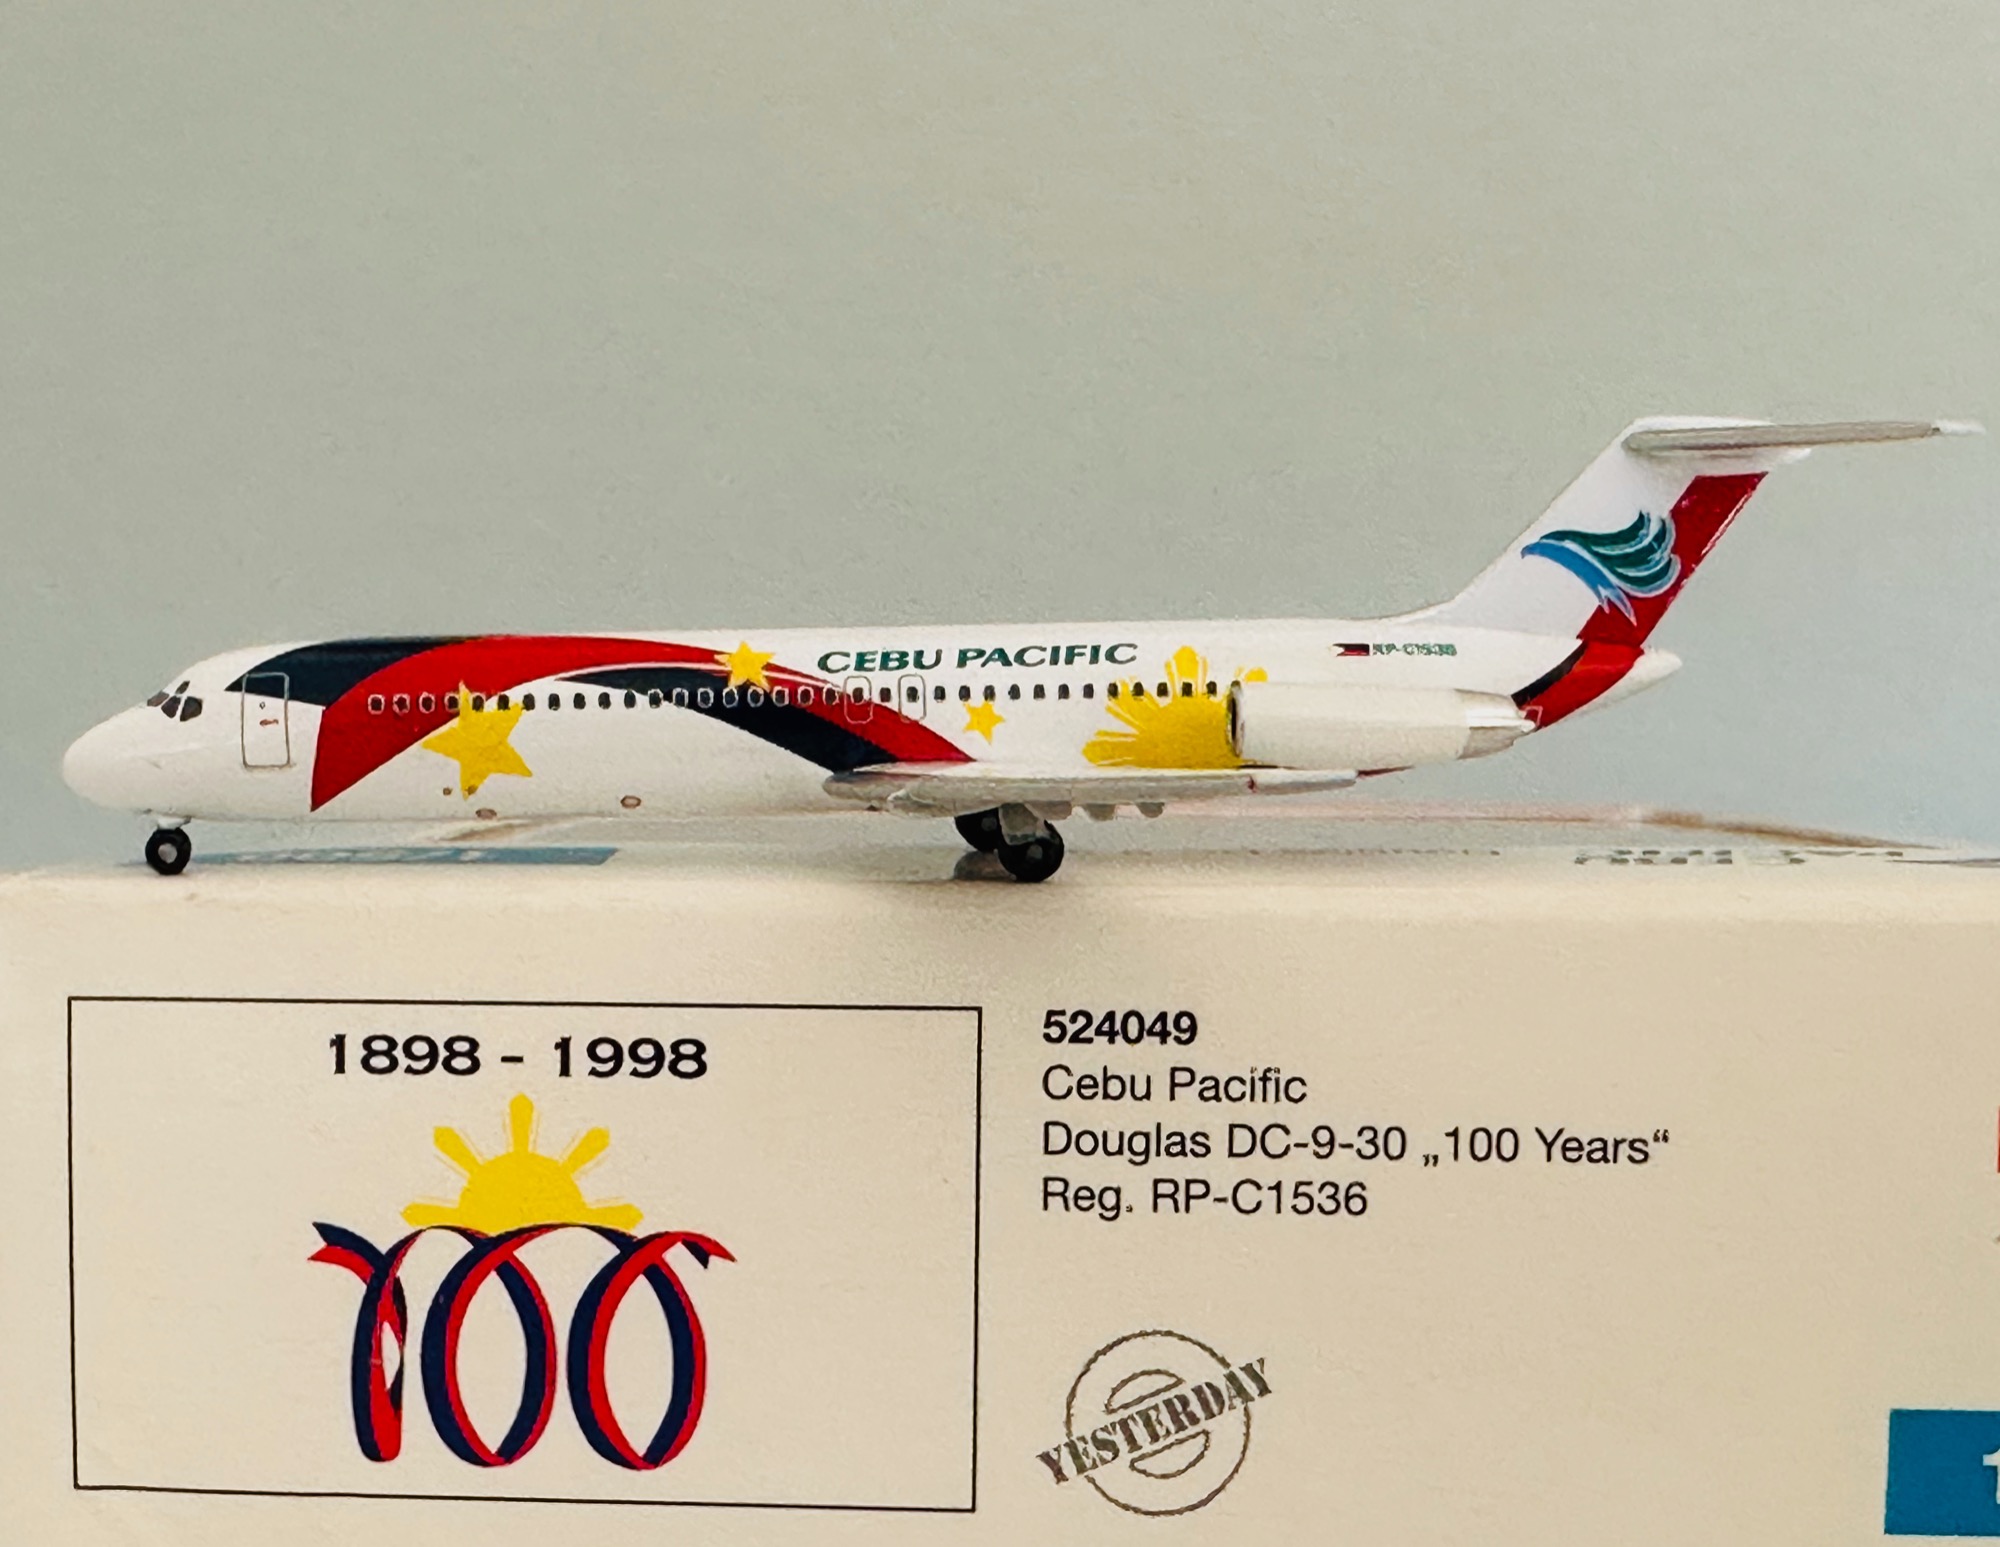 CEBU PACIFIC
RP-C1536
1898 - 1998
100
524049
Cebu Pacific
Douglas DC-9-30 „100 Years“
Reg. RP-C1536
YESTERDAY